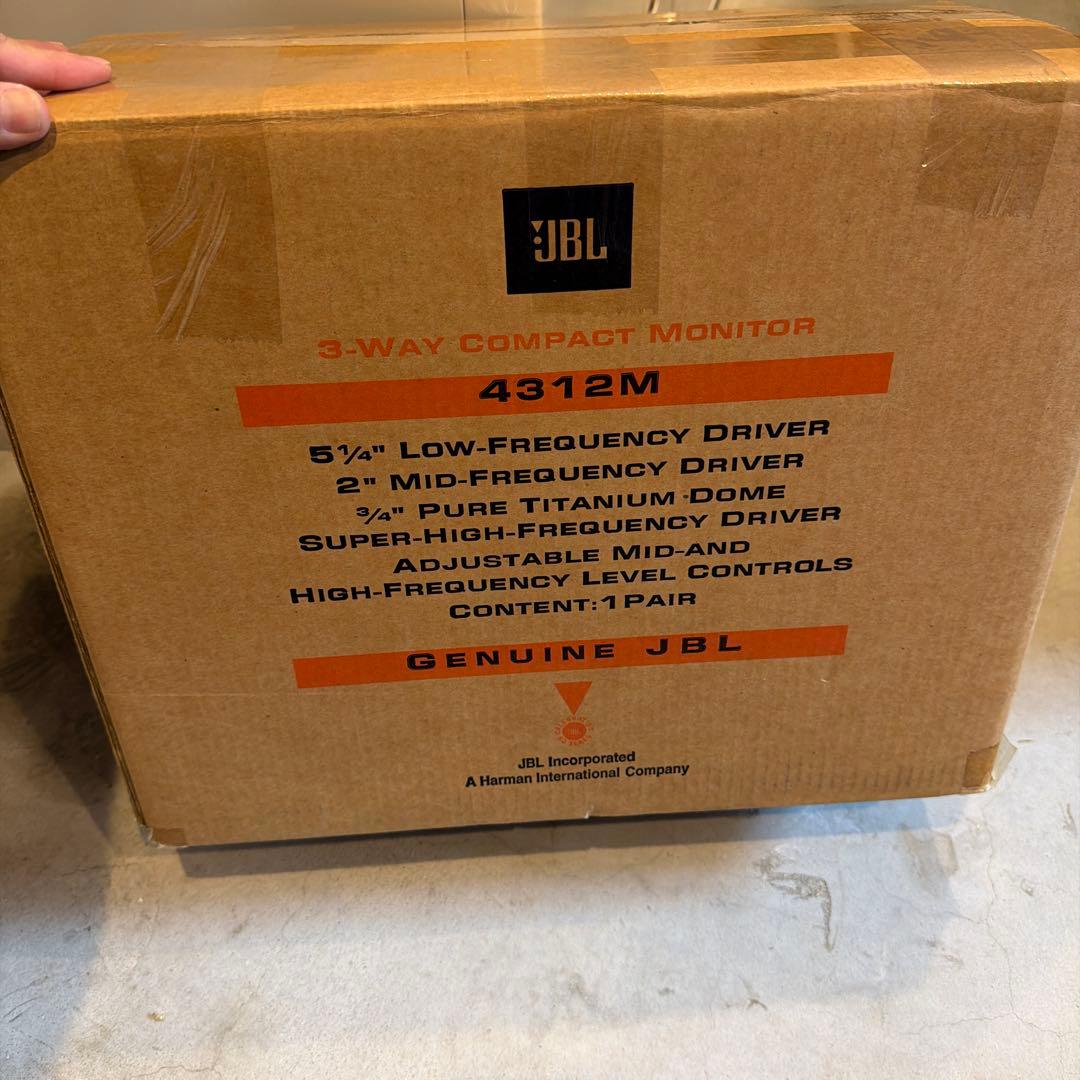 JBL
3-Way Compact Monitor
4312M
5¼" Low-Frequency Driver
2" Mid-Frequency Driver
¾" Pure Titanium Dome
Super-High-Frequency Driver
Adjustable Mid-and
High-Frequency Level Controls
Content:1Pair
Genuine JBL
JBL
JBL Incorporated
A Harman International Company